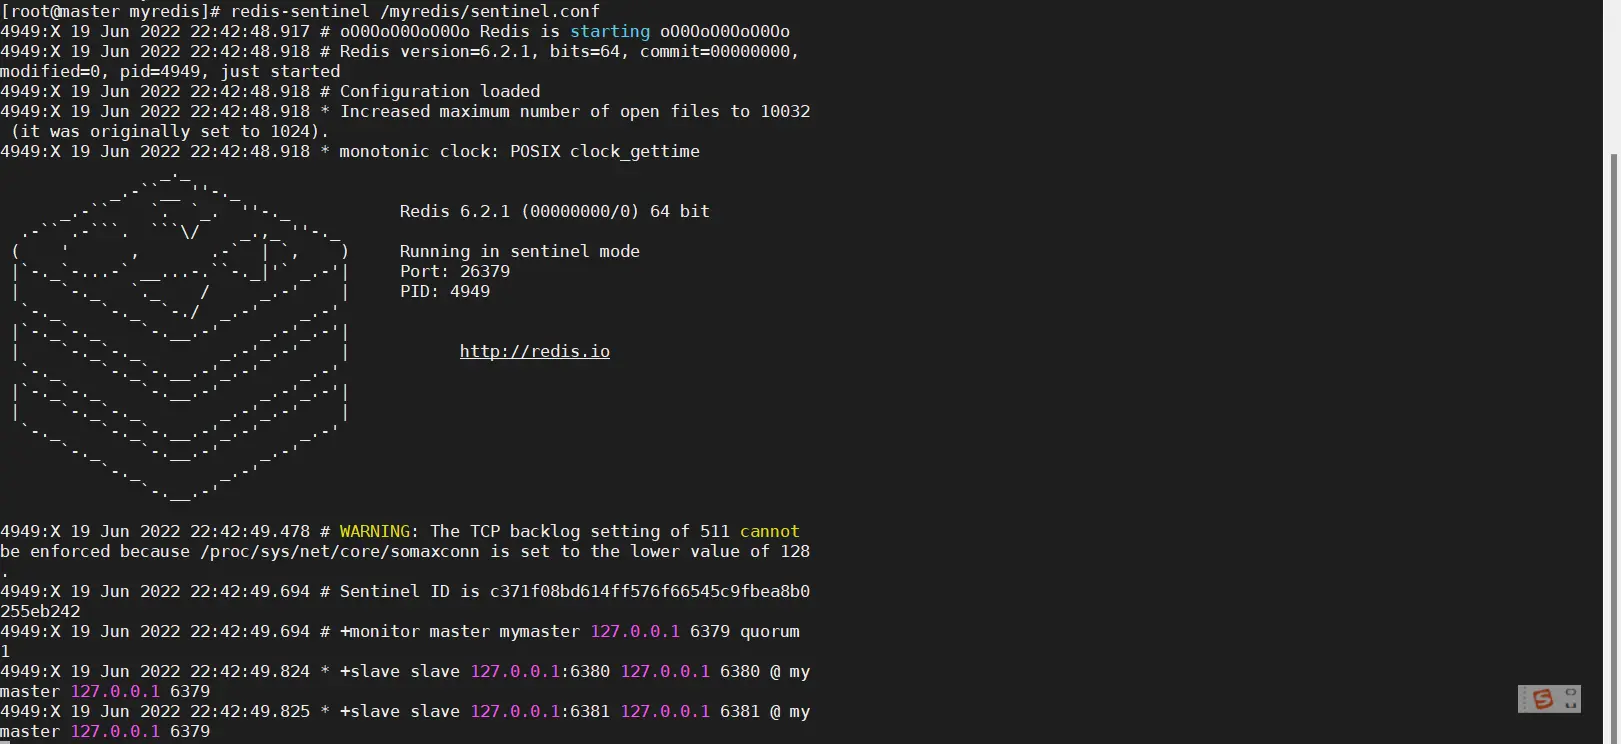 [root@master myredis]# redis-sentinel /myredis/sentinel.conf
4949:X 19 Jun 2022 22:42:48.917 # oO0OoO0OoO0Oo Redis is starting oO0OoO0OoO0Oo
4949:X 19 Jun 2022 22:42:48.918 # Redis version=6.2.1, bits=64, commit=00000000,
modified=0, pid=4949, just started
4949:X 19 Jun 2022 22:42:48.918 # Configuration loaded
4949:X 19 Jun 2022 22:42:48.918 * Increased maximum number of open files to 10032
(it was originally set to 1024).
4949:X 19 Jun 2022 22:42:48.918 * monotonic clock: POSIX clock_gettime
Redis 6.2.1 (00000000/0) 64 bit
Running in sentinel mode
Port: 26379
PID: 4949
http://redis.io
4949:X 19 Jun 2022 22:42:49.478 # WARNING: The TCP backlog setting of 511 cannot
be enforced because /proc/sys/net/core/somaxconn is set to the lower value of 128
.
4949:X 19 Jun 2022 22:42:49.694 # Sentinel ID is c371f08bd614ff576f66545c9fbea8b0
255eb242
4949:X 19 Jun 2022 22:42:49.694 # +monitor master mymaster 127.0.0.1 6379 quorum
1
4949:X 19 Jun 2022 22:42:49.824 * +slave slave 127.0.0.1:6380 127.0.0.1 6380 @ my
master 127.0.0.1 6379
4949:X 19 Jun 2022 22:42:49.825 * +slave slave 127.0.0.1:6381 127.0.0.1 6381 @ my
master 127.0.0.1 6379